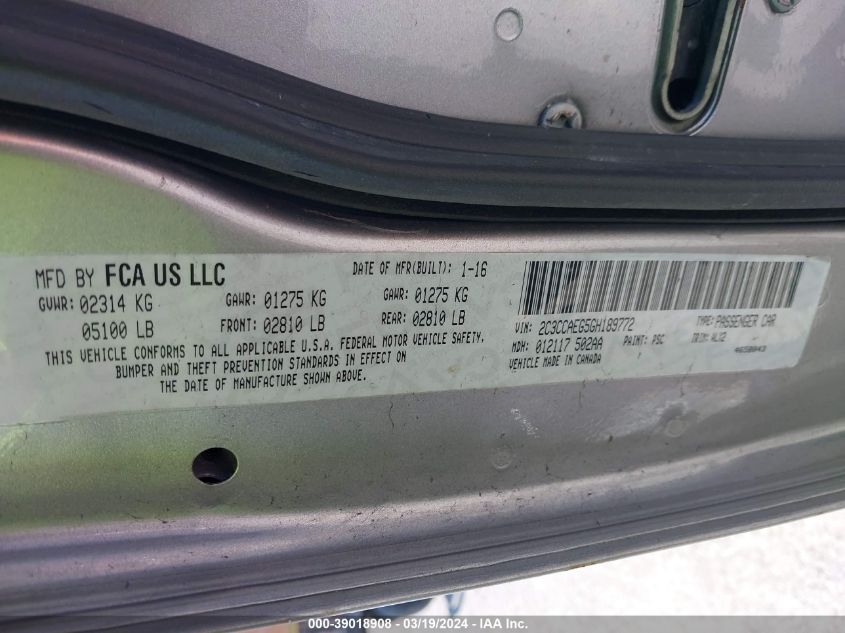 MFD BY FCA US LLC
DATE OF MFR(BUILT): 1-16
GVWR: 02314 KG
GAWR: 01275 KG
GAWR: 01275 KG
05100 LB
FRONT: 02810 LB
REAR: 02810 LB
THIS VEHICLE CONFORMS TO ALL APPLICABLE U.S.A. FEDERAL MOTOR VEHICLE SAFETY,
BUMPER AND THEFT PREVENTION STANDARDS IN EFFECT ON
THE DATE OF MANUFACTURE SHOWN ABOVE.
VIN: 2C3CCAEG5GH189772
TYPE: PASSENGER CAR
MDH: 012117 502AA
PAINT: PSC
TRIM: ALX2
VEHICLE MADE IN CANADA
000-39018908 - 03/19/2024 - IAA, Inc.